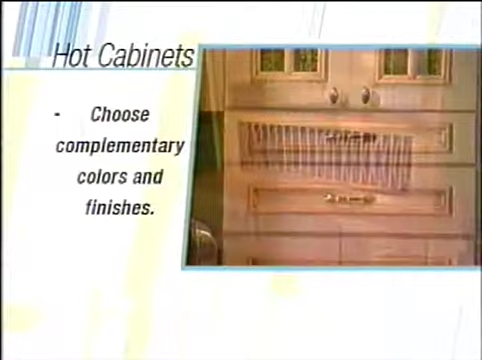 Hot Cabinets
- Choose
complementary
colors and
finishes.